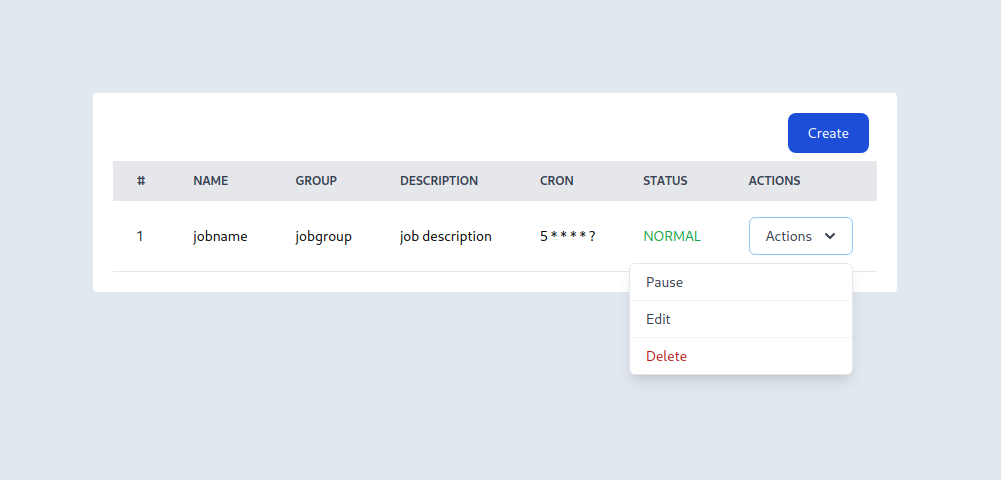 Create
# NAME GROUP DESCRIPTION CRON STATUS ACTIONS
1 jobname jobgroup job description 5 * * * * ? NORMAL Actions
Pause
Edit
Delete